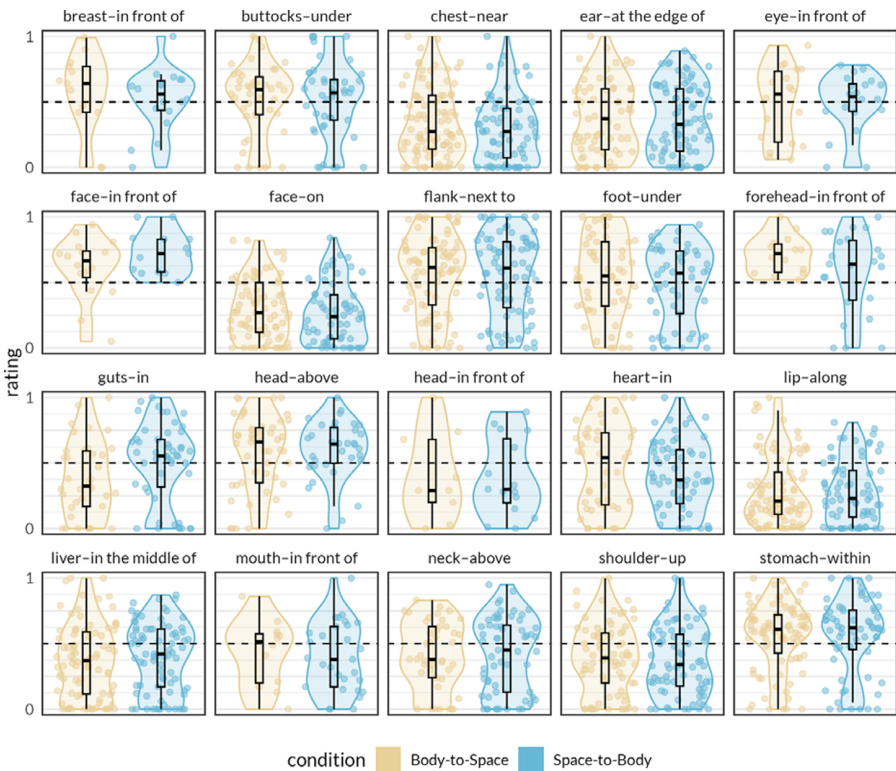 breast–in front of buttocks–under chest–near ear–at the edge of eye–in front of
1
0
face–in front of face–on flank–next to foot–under forehead–in front of
1
0
rating
guts–in head–above head–in front of heart–in lip–along
1
0
liver–in the middle of mouth–in front of neck–above shoulder–up stomach–within
1
0
condition Body-to-Space Space-to-Body